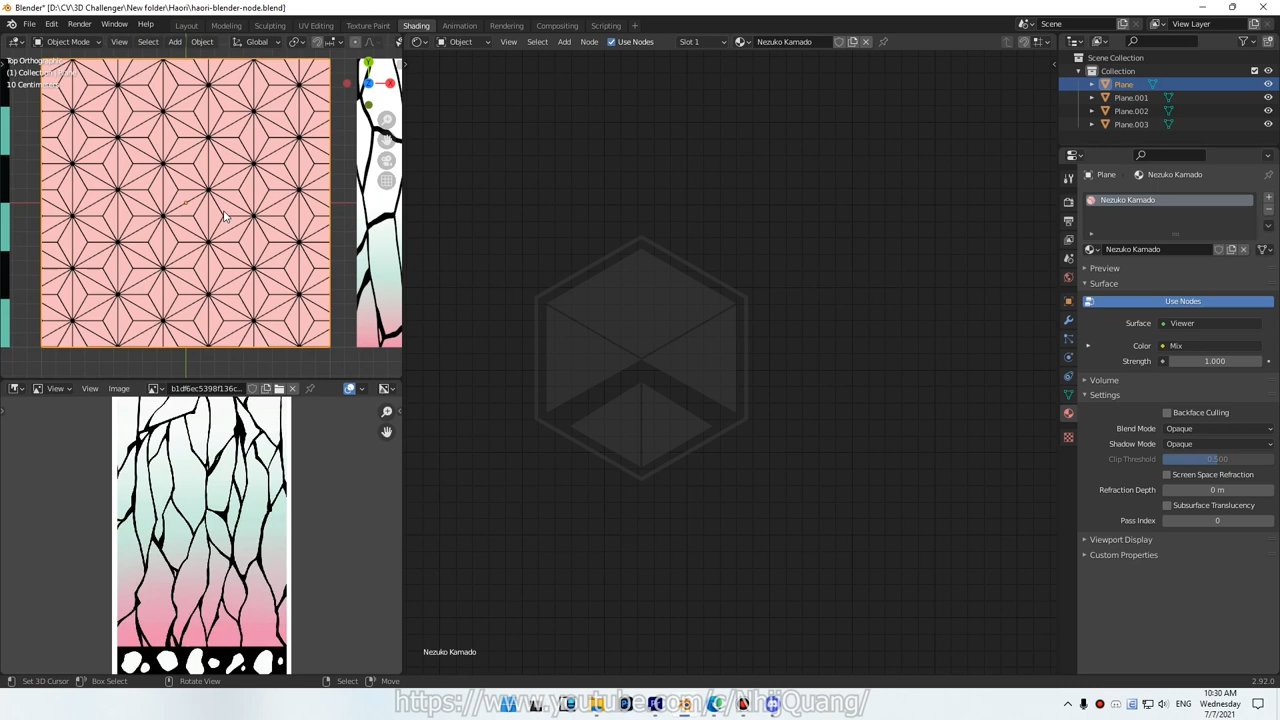 Blender* [D:\CV\3D Challenger\New folder\Haori\haori-blender-node.blend]
File Edit Render Window Help Layout Modeling Sculpting UV Editing Texture Paint Shading Animation Rendering Compositing Scripting Scene View Layer
Object Mode View Select Add Object Global Object View Select Add Node Use Nodes Slot 1 Nezuko Kamado
Top Orthographic
(1) Collection | Plane
10 Centimeters
Scene Collection
Collection
Plane
Plane.001
Plane.002
Plane.003
Plane Nezuko Kamado
Nezuko Kamado
Nezuko Kamado
Preview
Surface
Use Nodes
Surface Viewer
Color Mix
Strength 1.000
Volume
Settings
Backface Culling
Blend Mode Opaque
Shadow Mode Opaque
Clip Threshold 0.500
Screen Space Refraction
Refraction Depth 0 m
Subsurface Translucency
Pass Index 0
Viewport Display
Custom Properties
View View Image b1df6ec5398f136c...
Nezuko Kamado
Set 3D Cursor Box Select Rotate View Select Move 2.92.0
https://www.youtube.com/c/NhijQuang/
ENG
10:30 AM
Wednesday
7/7/2021